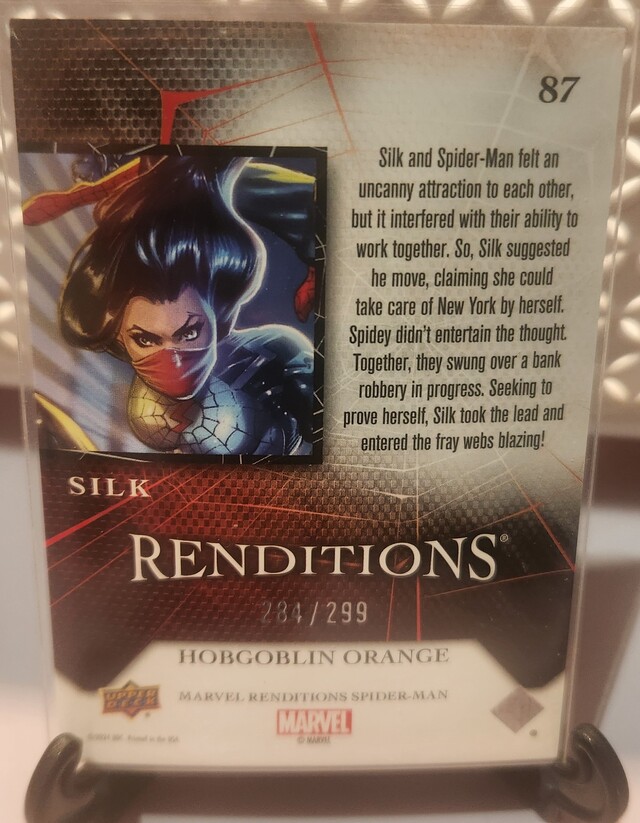 87
Silk and Spider-Man felt an
uncanny attraction to each other,
but it interfered with their ability to
work together. So, Silk suggested
he move, claiming she could
take care of New York by herself.
Spidey didn't entertain the thought.
Together, they swung over a bank
robbery in progress. Seeking to
prove herself, Silk took the lead and
entered the fray webs blazing!
SILK
RENDITIONS®
284/299
HOBGOBLIN ORANGE
UPPER DECK
MARVEL RENDITIONS SPIDER-MAN
MARVEL
© MARVEL
Printed in the USA